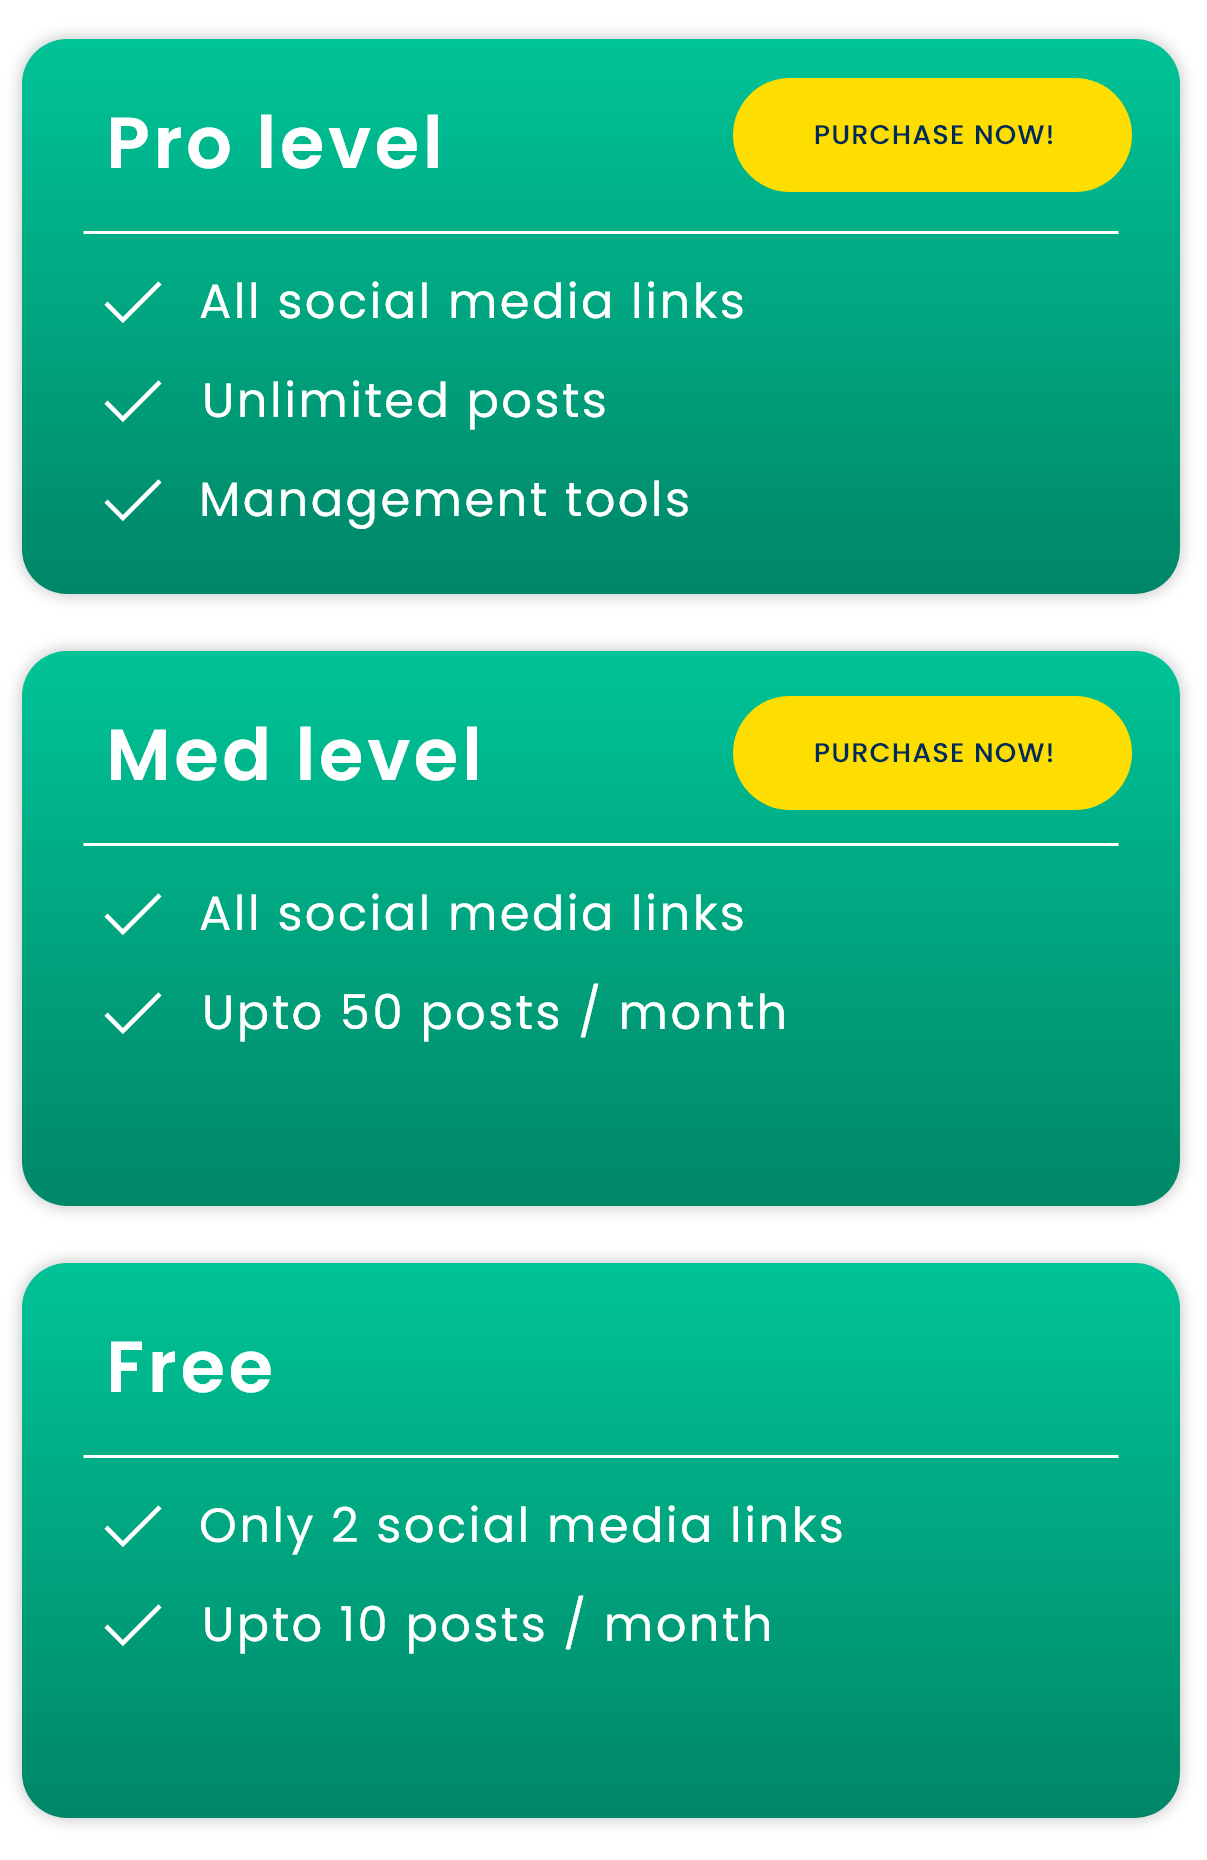 Pro level
PURCHASE NOW!
All social media links
Unlimited posts
Management tools
Med level
PURCHASE NOW!
All social media links
Upto 50 posts / month
Free
Only 2 social media links
Upto 10 posts / month